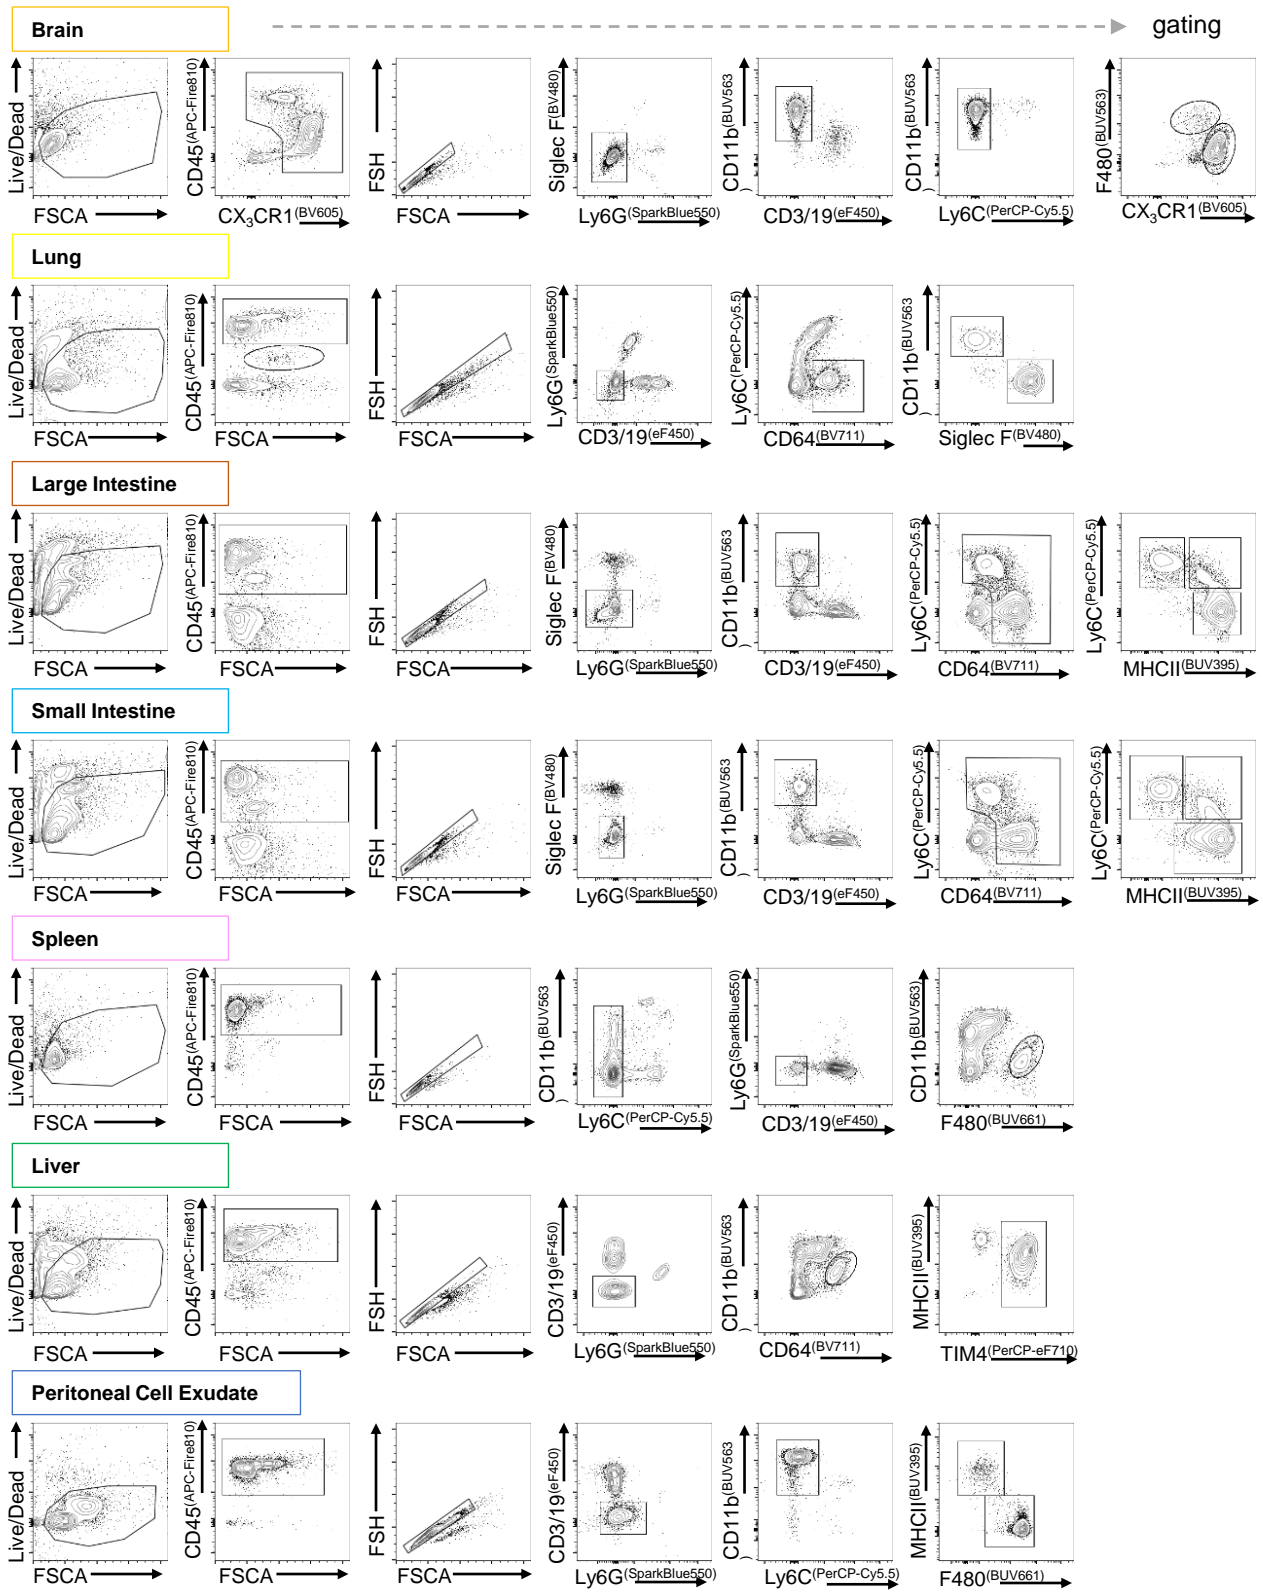 Brain
gating
Live/Dead
FSCA
CD45(APC-Fire810)
CX3CR1(BV605)
FSH
FSCA
Siglec F(BV480)
Ly6G(SparkBlue550)
CD11b(BUV563)
CD3/19(eF450)
CD11b(BUV563)
Ly6C(PerCP-Cy5.5)
F480(BUV563)
CX3CR1(BV605)
Lung
Live/Dead
FSCA
CD45(APC-Fire810)
FSCA
FSH
FSCA
Ly6G(SparkBlue550)
CD3/19(eF450)
Ly6C(PerCP-Cy5.5)
CD64(BV711)
CD11b(BUV563)
Siglec F(BV480)
Large Intestine
Live/Dead
FSCA
CD45(APC-Fire810)
FSCA
FSH
FSCA
Siglec F(BV480)
Ly6G(SparkBlue550)
CD11b(BUV563)
CD3/19(eF450)
Ly6C(PerCP-Cy5.5)
CD64(BV711)
Ly6C(PerCP-Cy5.5)
MHCII(BUV395)
Small Intestine
Live/Dead
FSCA
CD45(APC-Fire810)
FSCA
FSH
FSCA
Siglec F(BV480)
Ly6G(SparkBlue550)
CD11b(BUV563)
CD3/19(eF450)
Ly6C(PerCP-Cy5.5)
CD64(BV711)
Ly6C(PerCP-Cy5.5)
MHCII(BUV395)
Spleen
Live/Dead
FSCA
CD45(APC-Fire810)
FSCA
FSH
FSCA
CD11b(BUV563)
Ly6C(PerCP-Cy5.5)
Ly6G(SparkBlue550)
CD3/19(eF450)
CD11b(BUV563)
F480(BUV661)
Liver
Live/Dead
FSCA
CD45(APC-Fire810)
FSCA
FSH
FSCA
CD3/19(eF450)
Ly6G(SparkBlue550)
CD11b(BUV563)
CD64(BV711)
MHCII(BUV395)
TIM4(PerCP-eF710)
Peritoneal Cell Exudate
Live/Dead
FSCA
CD45(APC-Fire810)
FSCA
FSH
FSCA
CD3/19(eF450)
Ly6G(SparkBlue550)
CD11b(BUV563)
Ly6C(PerCP-Cy5.5)
MHCII(BUV395)
F480(BUV661)